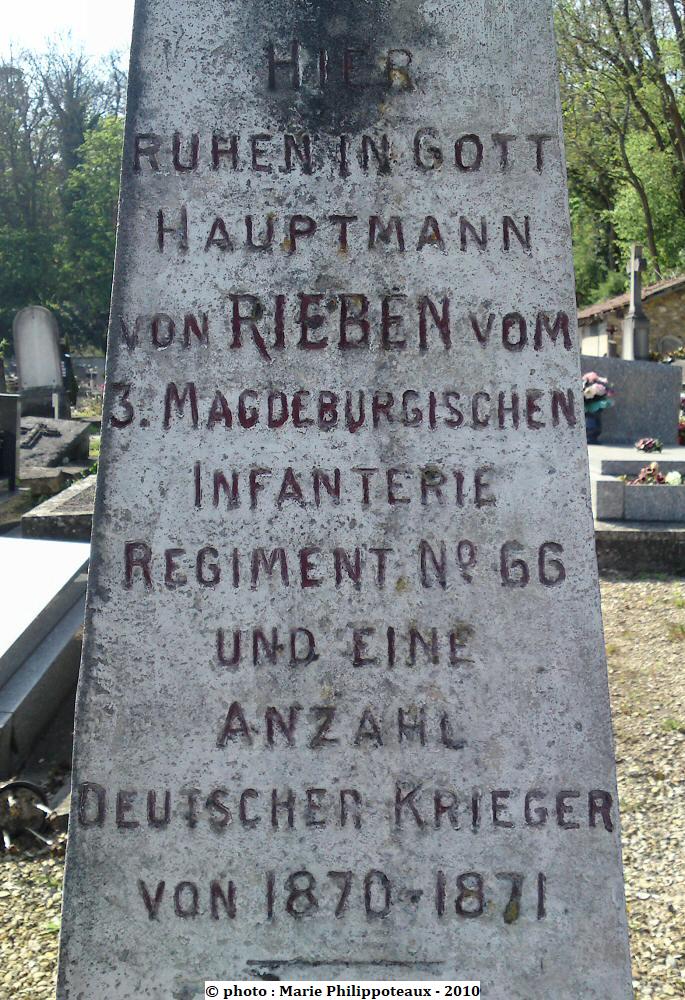 HIER
RUHEN IN GOTT
HAUPTMANN
VON RIEBEN VOM
3. MAGDEBURGISCHEN
INFANTERIE
REGIMENT Nº 66
UND EINE
ANZAHL
DEUTSCHER KRIEGER
VON 1870-1871
© photo : Marie Philippoteaux - 2010